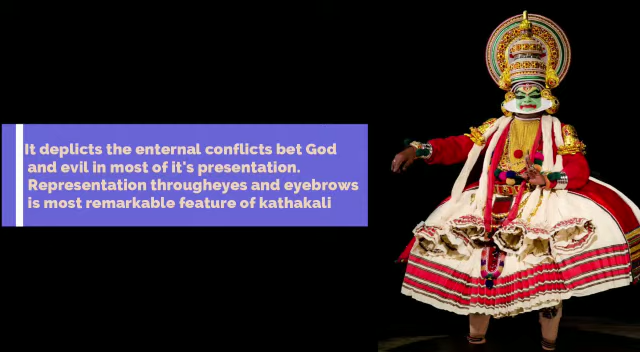 It deplicts the enternal conflicts bet God
and evil in most of it's presentation.
Representation througheyes and eyebrows
is most remarkable feature of kathakali